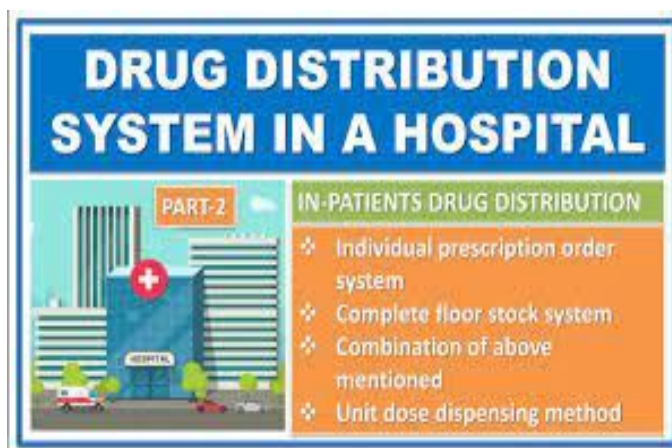 DRUG DISTRIBUTION
SYSTEM IN A HOSPITAL
PART-2
HOSPITAL
IN-PATIENTS DRUG DISTRIBUTION
❖ Individual prescription order
system
❖ Complete floor stock system
❖ Combination of above
mentioned
❖ Unit dose dispensing method